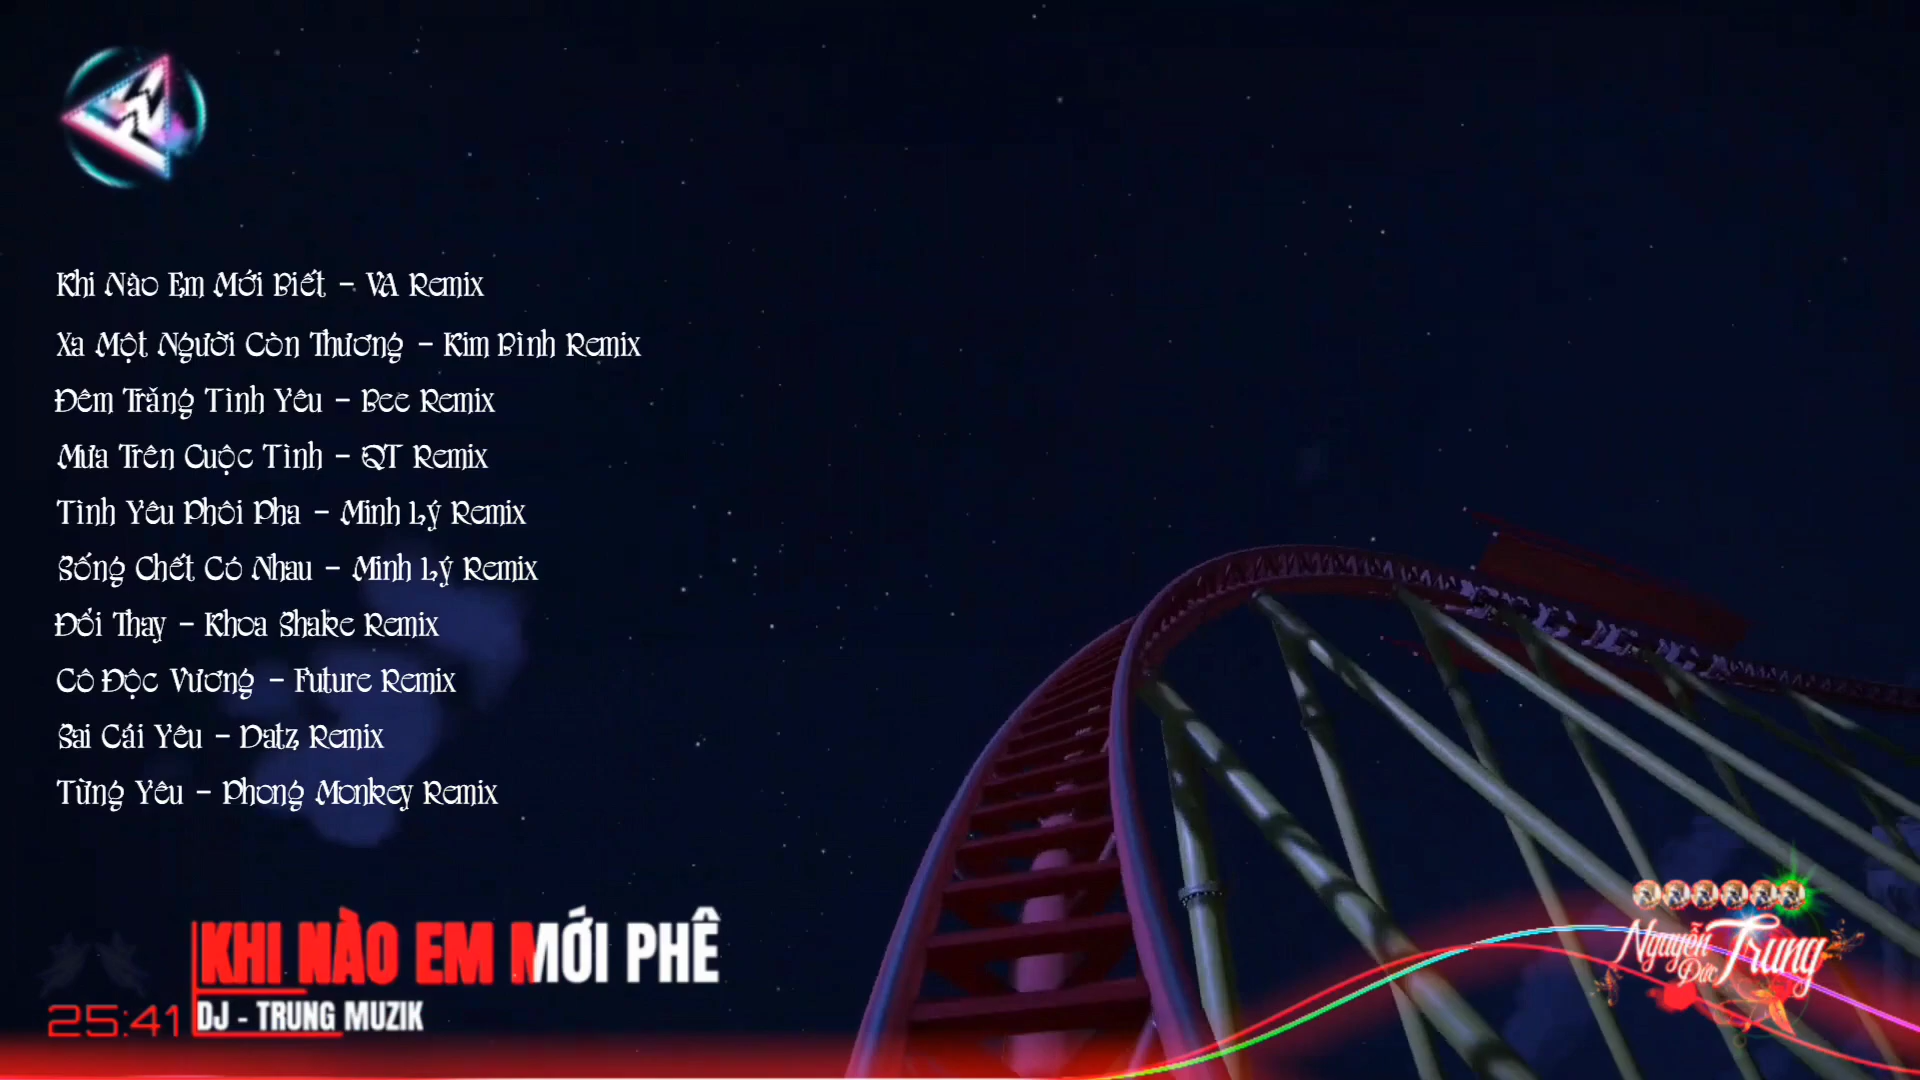 Khi Nào Em Mới Biết - VA Remix
Xa Một Người Còn Thương - Kim Bình Remix
Đêm Trắng Tình Yêu - Bee Remix
Mưa Trên Cuộc Tình - QT Remix
Tình Yêu Phôi Pha - Minh Lý Remix
Sống Chết Có Nhau - Minh Lý Remix
Đổi Thay - Khoa Shake Remix
Cô Độc Vương - Future Remix
Sai Cái Yêu - Datz Remix
Từng Yêu - Phong Monkey Remix
KHI NÀO EM MỚI PHÊ
25:41
DJ - TRUNG MUZIK
Nguyễn Đức Trung